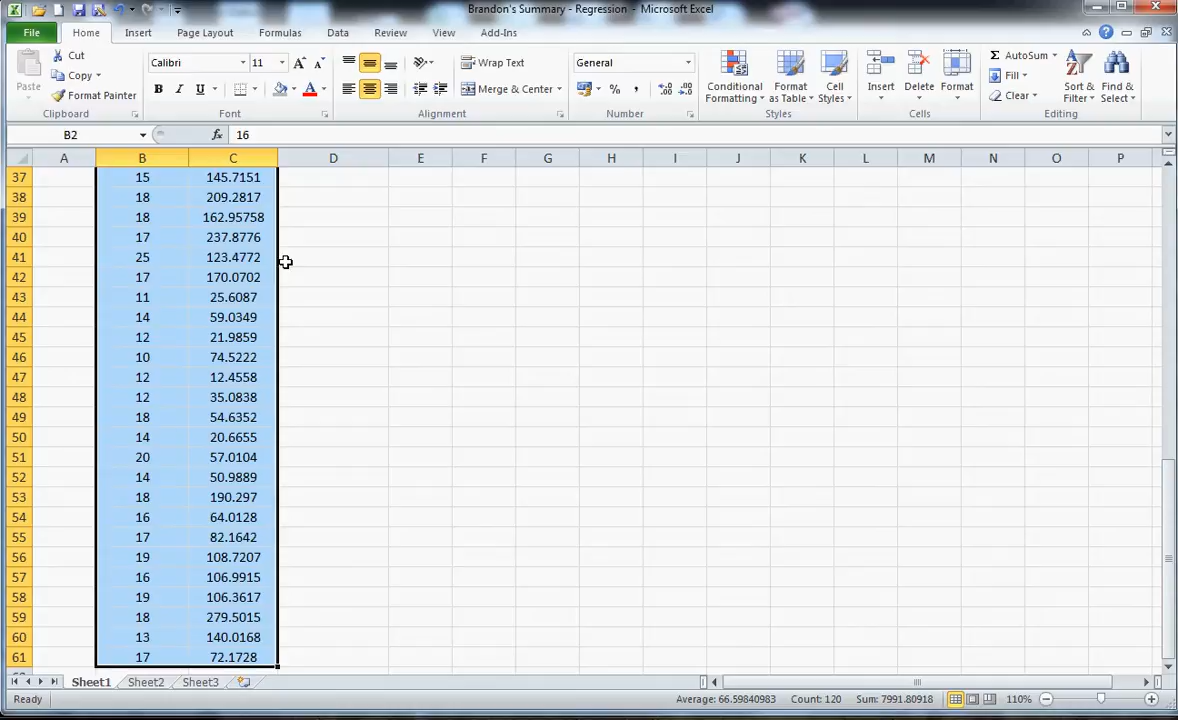 Brandon's Summary - Regression - Microsoft Excel
File Home Insert Page Layout Formulas Data Review View Add-Ins
Paste
Cut
Copy
Format Painter
Clipboard
Calibri 11
B I U
Font
Wrap Text
Merge & Center
Alignment
General
% ,
Number
Conditional Formatting
Format as Table
Cell Styles
Styles
Insert
Delete
Format
Cells
Σ AutoSum
Fill
Clear
Sort & Filter
Find & Select
Editing
B2 fx 16
A B C D E F G H I J K L M N O P
37 15 145.7151
38 18 209.2817
39 18 162.95758
40 17 237.8776
41 25 123.4772
42 17 170.0702
43 11 25.6087
44 14 59.0349
45 12 21.9859
46 10 74.5222
47 12 12.4558
48 12 35.0838
49 18 54.6352
50 14 20.6655
51 20 57.0104
52 14 50.9889
53 18 190.297
54 16 64.0128
55 17 82.1642
56 19 108.7207
57 16 106.9915
58 19 106.3617
59 18 279.5015
60 13 140.0168
61 17 72.1728
Sheet1 Sheet2 Sheet3
Ready Average: 66.59840983 Count: 120 Sum: 7991.80918 110%